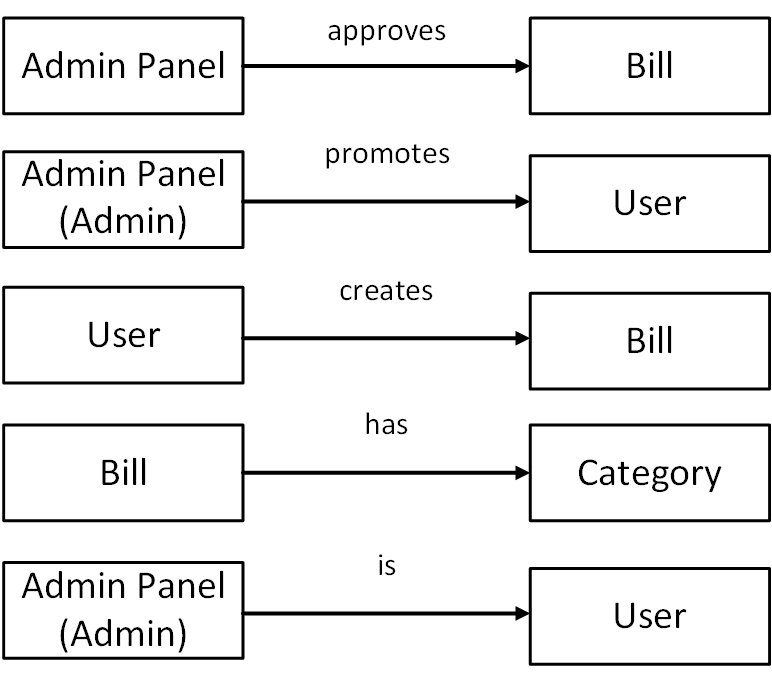 approves
Admin Panel
Bill
promotes
Admin Panel
(Admin)
User
creates
User
Bill
has
Bill
Category
is
Admin Panel
(Admin)
User